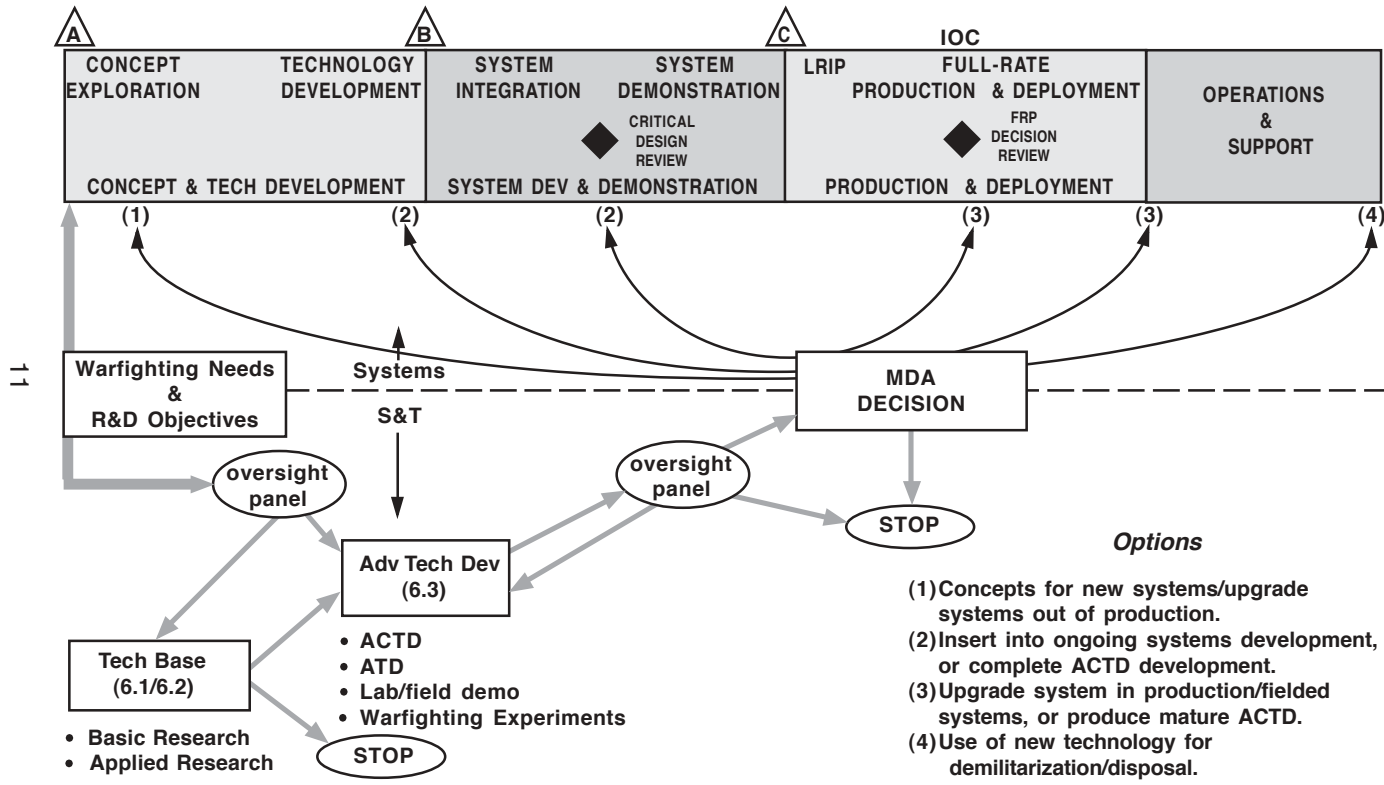 A
B
C
IOC
CONCEPT
EXPLORATION
TECHNOLOGY
DEVELOPMENT
SYSTEM
INTEGRATION
SYSTEM
DEMONSTRATION
LRIP
FULL-RATE
PRODUCTION & DEPLOYMENT
OPERATIONS
&
SUPPORT
CRITICAL
DESIGN
REVIEW
FRP
DECISION
REVIEW
CONCEPT & TECH DEVELOPMENT
SYSTEM DEV & DEMONSTRATION
PRODUCTION & DEPLOYMENT
(1)
(2)
(2)
(3)
(3)
(4)
11
Warfighting Needs
&
R&D Objectives
Systems
S&T
MDA
DECISION
oversight
panel
oversight
panel
STOP
Adv Tech Dev
(6.3)
• ACTD
• ATD
• Lab/field demo
• Warfighting Experiments
Tech Base
(6.1/6.2)
• Basic Research
• Applied Research
STOP
Options
(1)Concepts for new systems/upgrade
systems out of production.
(2)Insert into ongoing systems development,
or complete ACTD development.
(3)Upgrade system in production/fielded
systems, or produce mature ACTD.
(4)Use of new technology for
demilitarization/disposal.